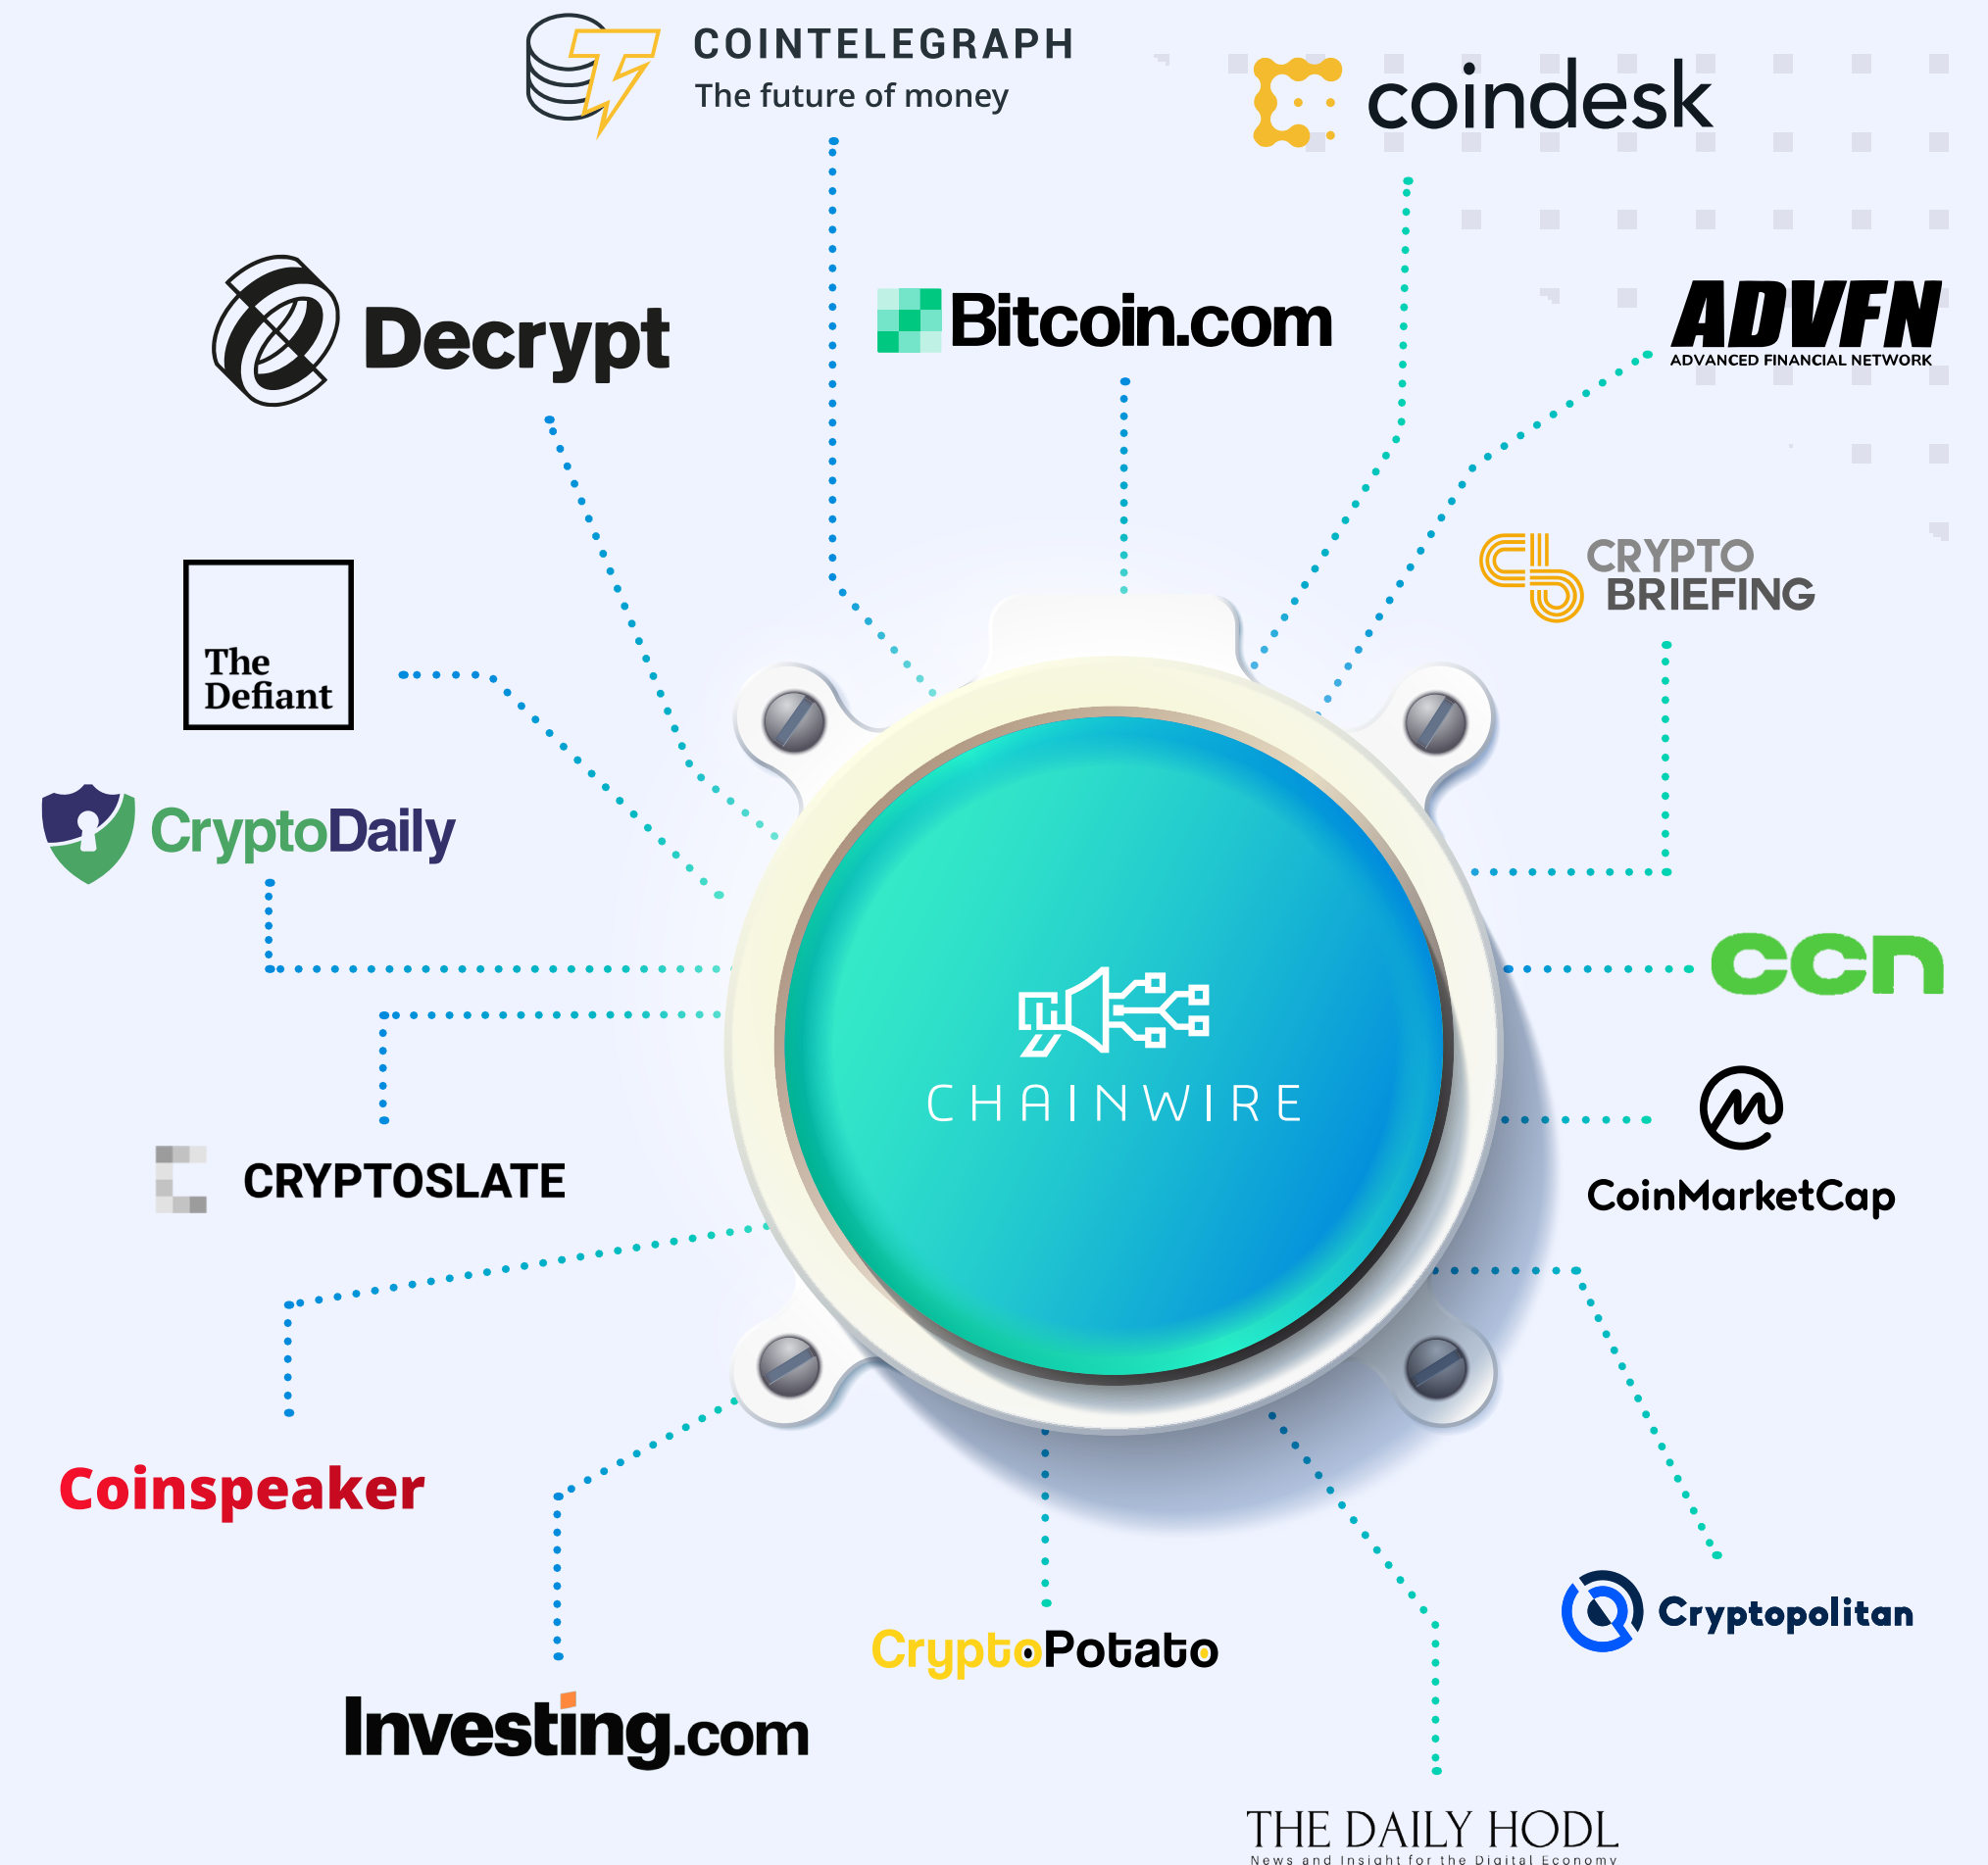 COINTELEGRAPH
The future of money
coindesk
Decrypt
Bitcoin.com
ADVFN
ADVANCED FINANCIAL NETWORK
CRYPTO
BRIEFING
The
Defiant
CryptoDaily
ccn
CHAINWIRE
CRYPTOSLATE
CoinMarketCap
Coinspeaker
Cryptopolitan
CryptoPotato
Investing.com
THE DAILY HODL
News and Insight for the Digital Economy